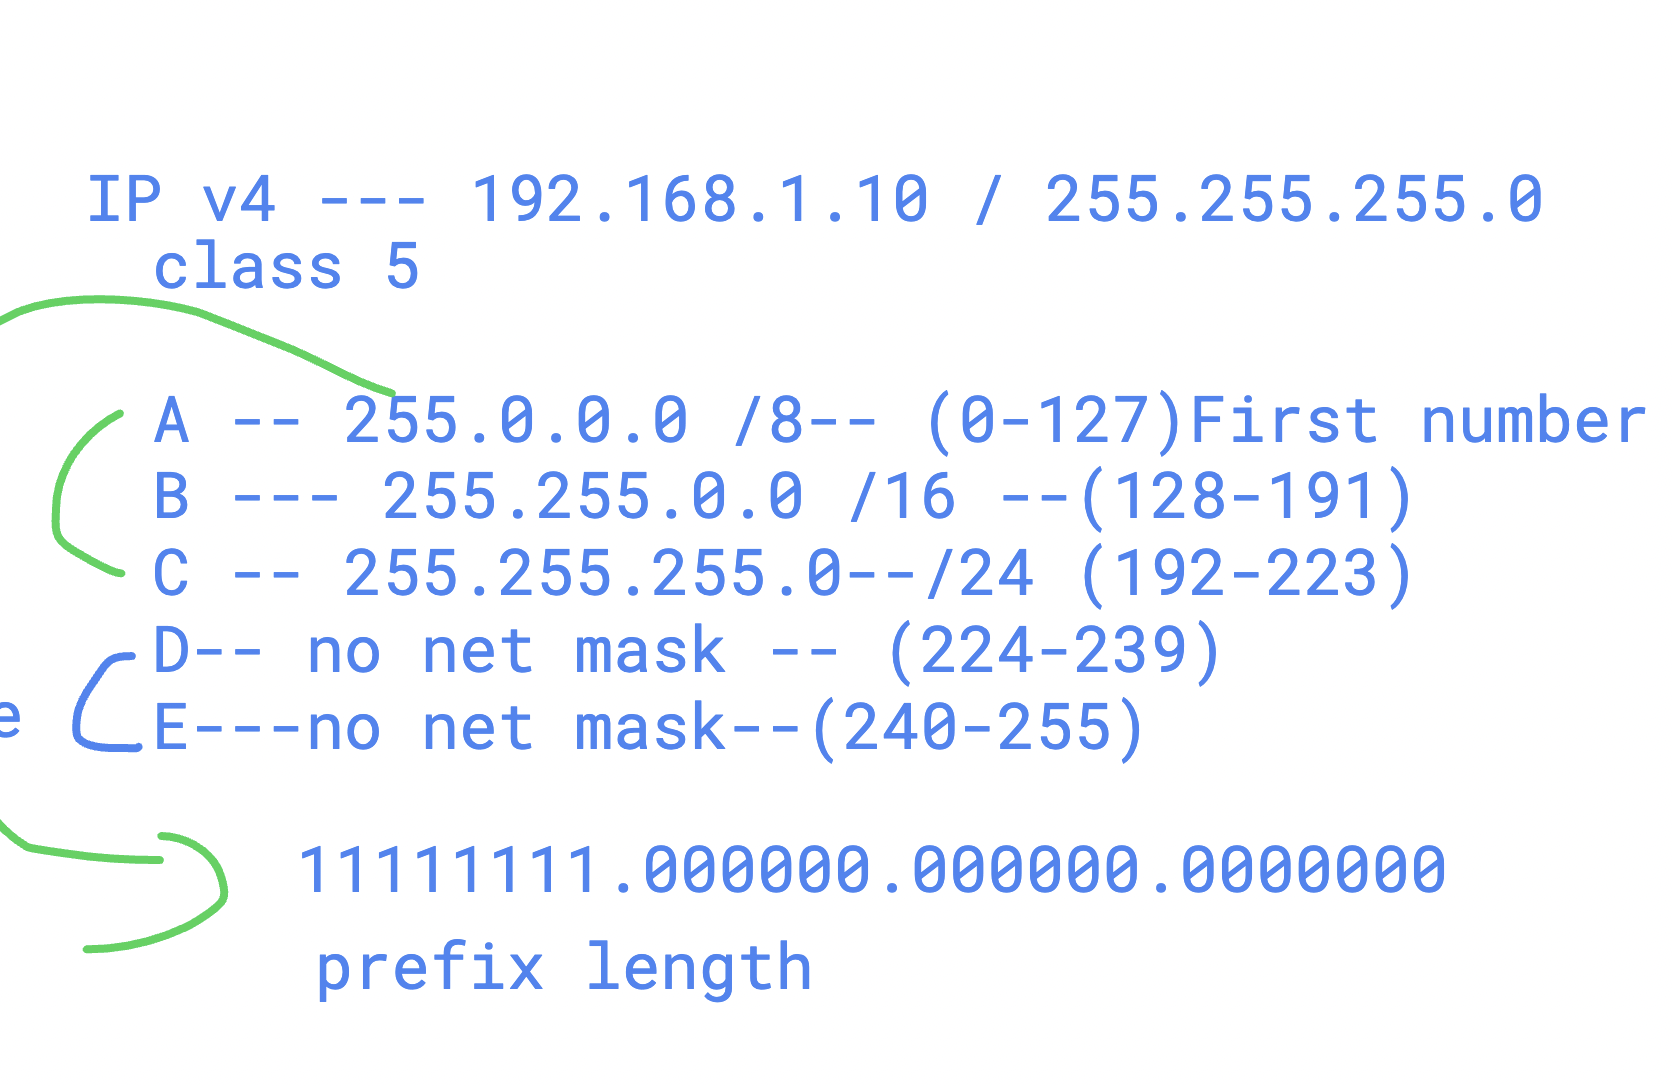 IP v4 --- 192.168.1.10 / 255.255.255.0
class 5
A -- 255.0.0.0 /8-- (0-127)First number
B --- 255.255.0.0 /16 --(128-191)
C -- 255.255.255.0--/24 (192-223)
D-- no net mask -- (224-239)
e E---no net mask--(240-255)
11111111.000000.000000.0000000
prefix length